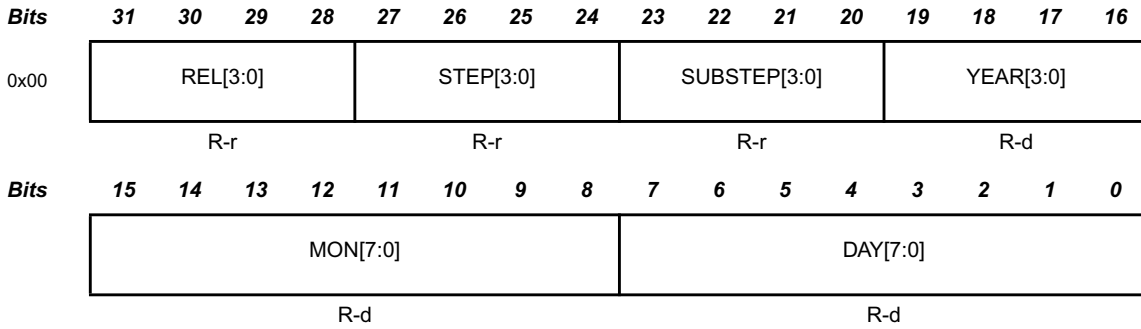 Bits 31 30 29 28 27 26 25 24 23 22 21 20 19 18 17 16
0x00 REL[3:0] STEP[3:0] SUBSTEP[3:0] YEAR[3:0]
R-r R-r R-r R-d
Bits 15 14 13 12 11 10 9 8 7 6 5 4 3 2 1 0
MON[7:0] DAY[7:0]
R-d R-d